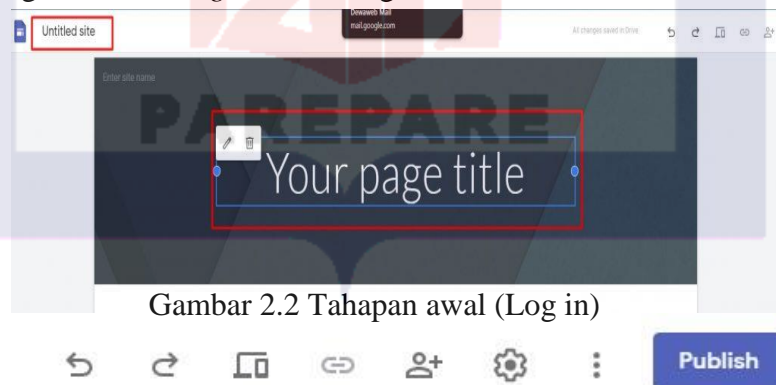 Dewaweb Mail
mail.google.com
Untitled site
All changes saved in Drive
Enter site name
PAREPARE
Your page title
Gambar 2.2 Tahapan awal (Log in)
Publish